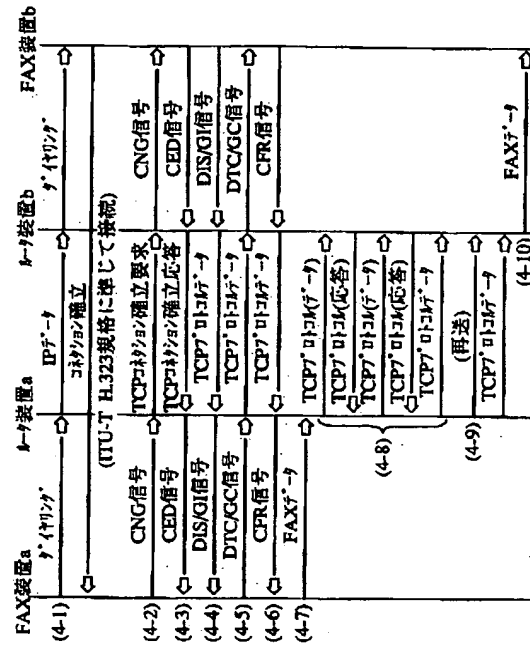 FAX装置a ルータ装置a ルータ装置b FAX装置b
(4-1) ダイヤリング IPデータ ダイヤリング
コネクション確立
(ITU-T H.323規格に準じて接続)
(4-2) CNG信号 TCPコネクション確立要求 CNG信号
(4-3) CED信号 TCPコネクション確立応答 CED信号
(4-4) DIS/GI信号 TCPプロトコルデータ DIS/GI信号
(4-5) DTC/GC信号 TCPプロトコルデータ DTC/GC信号
(4-6) CFR信号 TCPプロトコルデータ CFR信号
(4-7) FAXデータ
TCPプロトコル(データ)
TCPプロトコル(応答)
(4-8) TCPプロトコル(データ)
TCPプロトコル(応答)
TCPプロトコルデータ
(4-9) (再送)
TCPプロトコルデータ
(4-10) FAXデータ